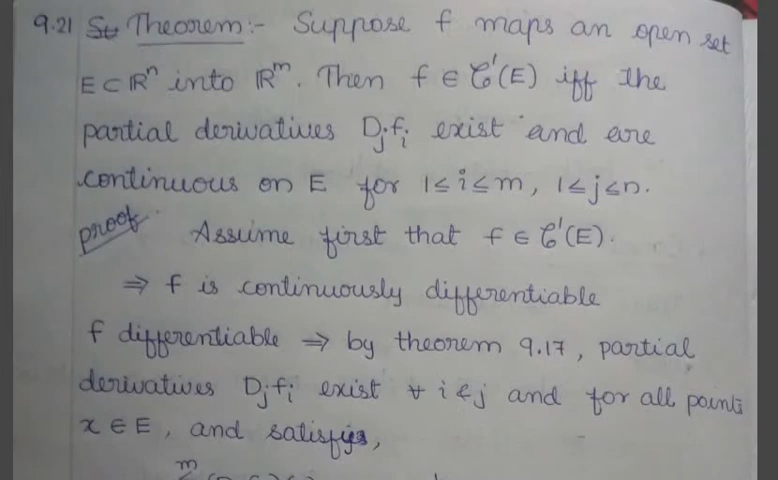 9.21 Theorem:- Suppose f maps an open set
E⊂ℝⁿ into ℝᵐ. Then f ∈ 𝒞'(E) iff the
partial derivatives Dⱼfᵢ exist and are
continuous on E for 1≤i≤m, 1≤j≤n.
proof. Assume first that f ∈ 𝒞'(E).
⇒ f is continuously differentiable
f differentiable ⇒ by theorem 9.17, partial
derivatives Dⱼfᵢ exist ∀ i & j and for all points
x ∈ E, and satisfies,
m